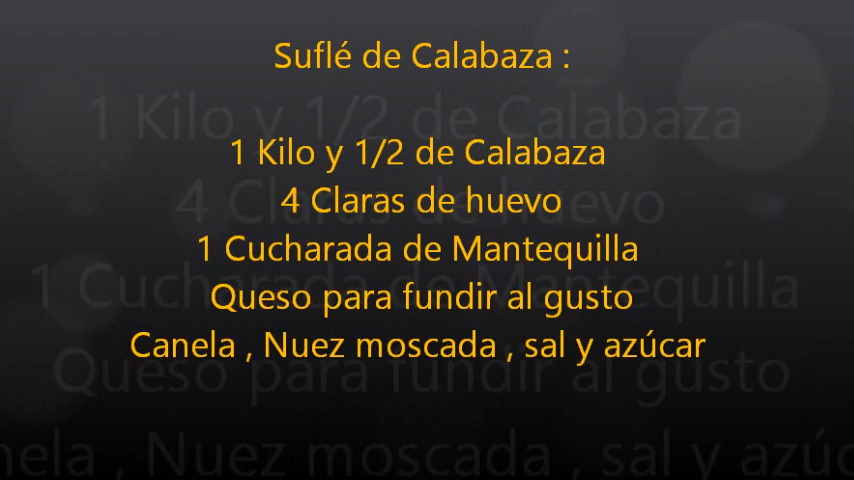 Suflé de Calabaza :
1 Kilo y 1/2 de Calabaza
4 Claras de huevo
1 Cucharada de Mantequilla
Queso para fundir al gusto
Canela , Nuez moscada , sal y azúcar